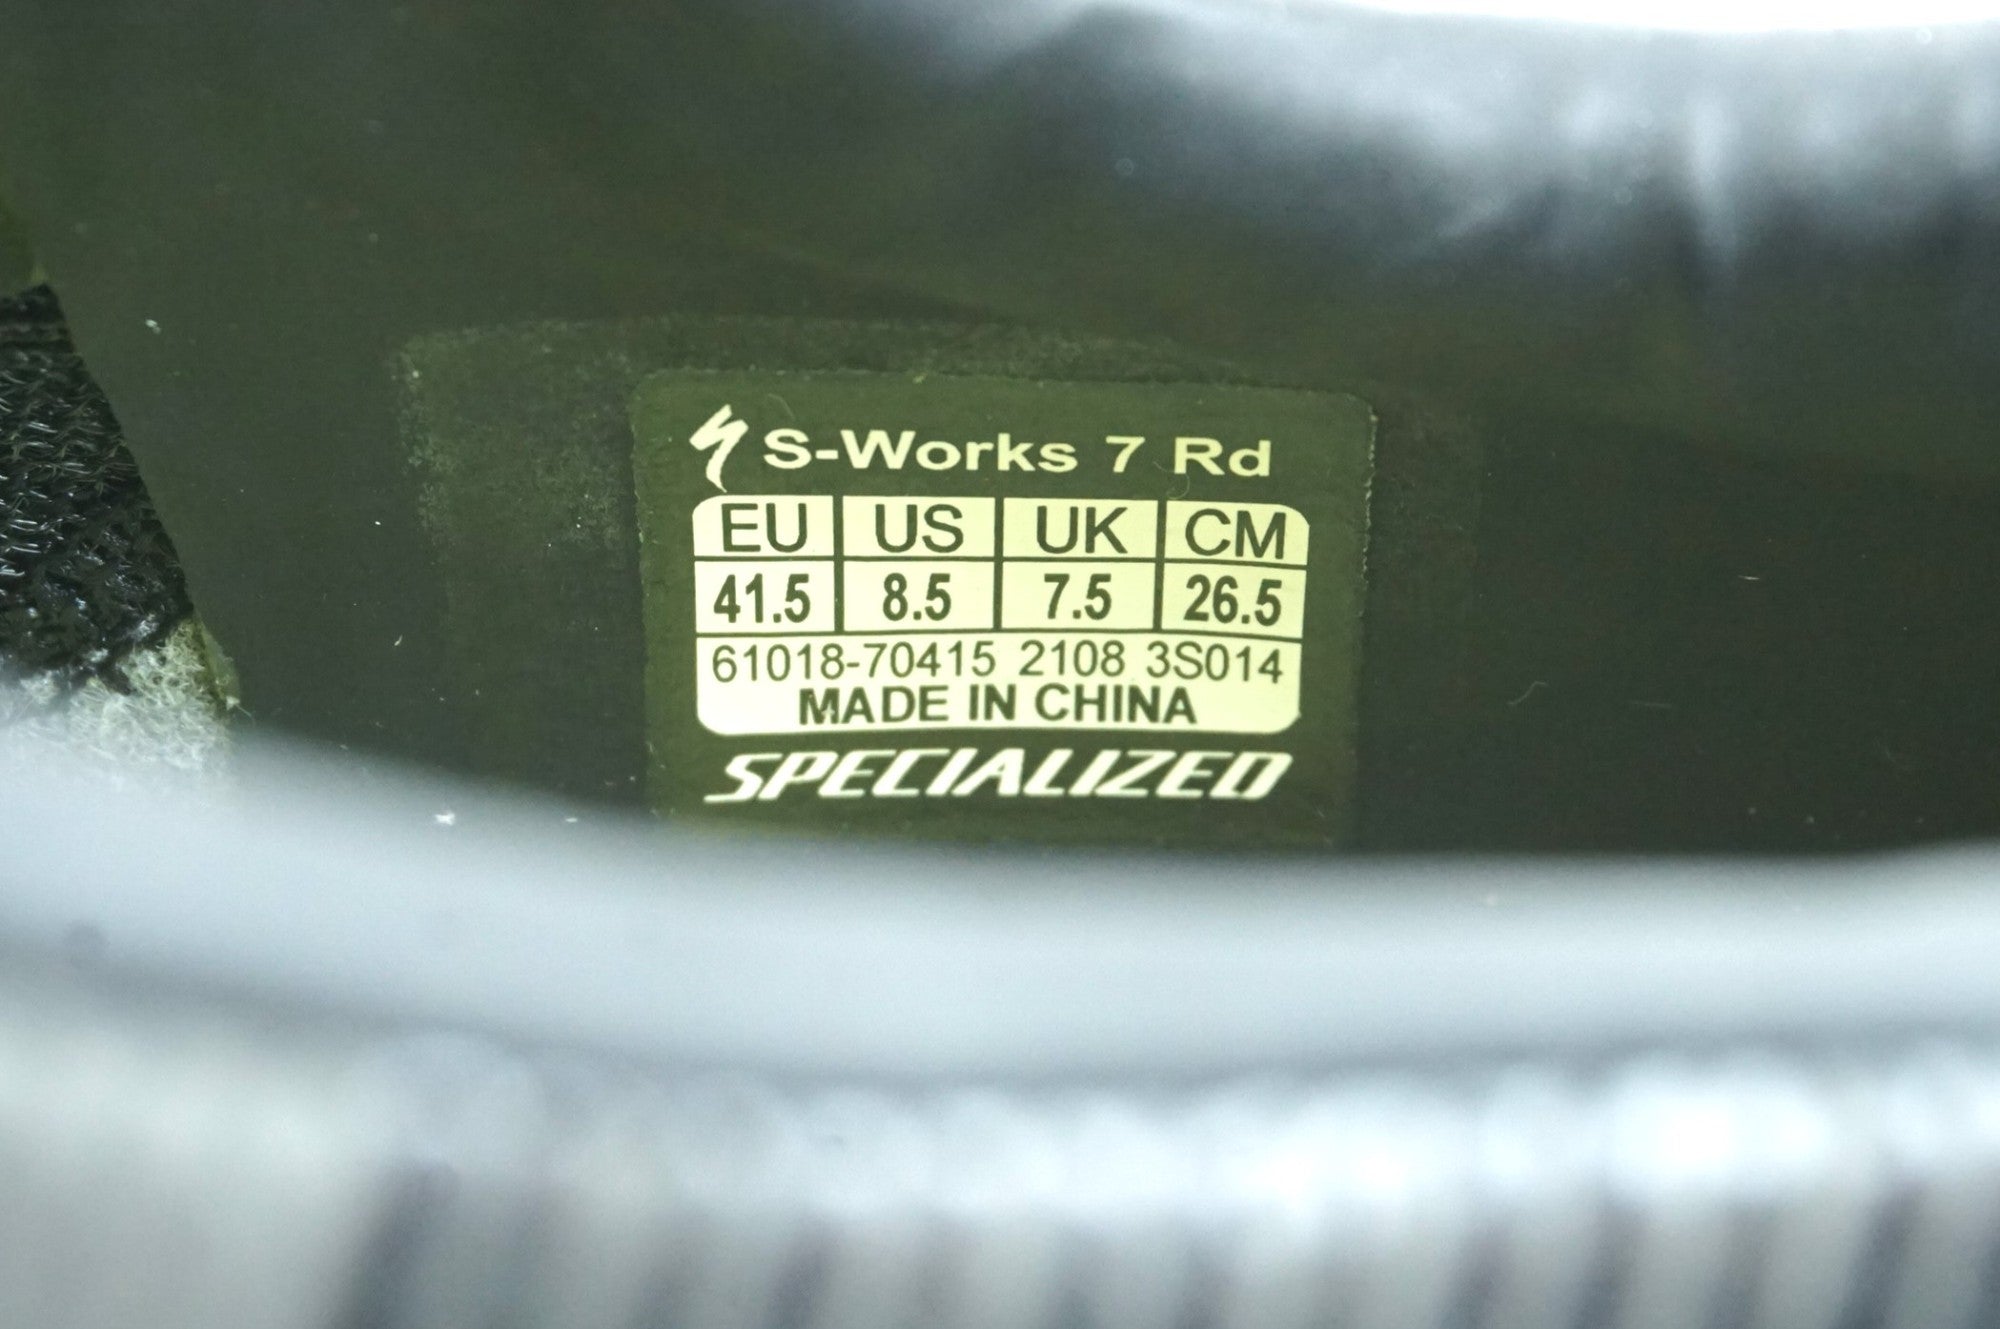 S-Works 7 Rd
EU US UK CM
41.5 8.5 7.5 26.5
61018-70415 2108 3S014
MADE IN CHINA
SPECIALIZED